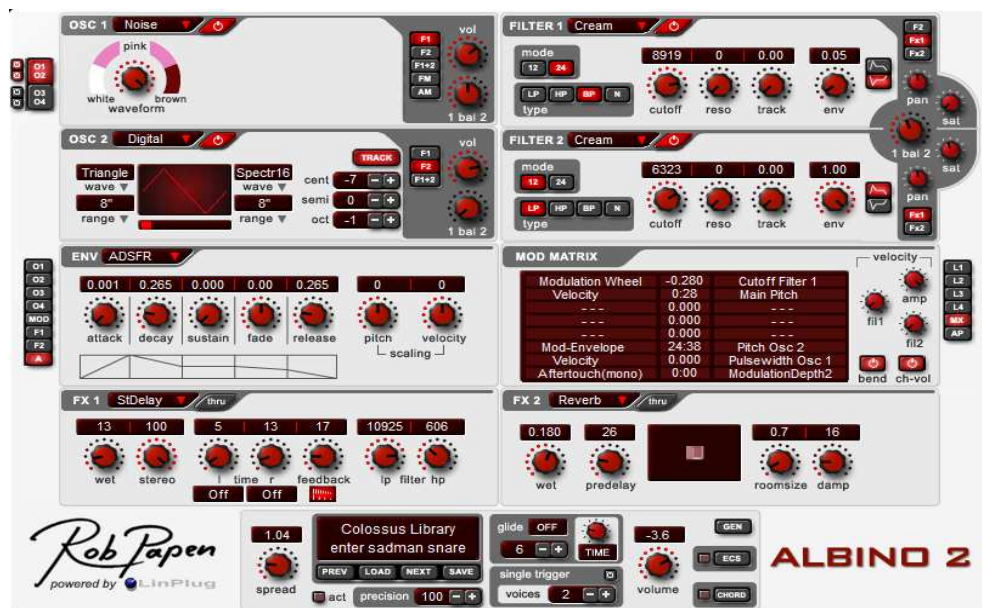 OSC 1 Noise
pink
white brown
waveform
F1
F2
F1+2
FM
AM
vol
1 bal 2
O1
O2
O3
O4
FILTER 1 Cream
mode
12 24
LP HP BP N
type
8919 0 0.00 0.05
cutoff reso track env
F2
Fx1
Fx2
pan
sat
1 bal 2
sat
pan
Fx1
Fx2
OSC 2 Digital
Triangle
wave
8"
range
Spectr16
wave
8"
range
TRACK
cent -7
semi 0
oct -1
F1
F2
F1+2
vol
1 bal 2
FILTER 2 Cream
mode
12 24
LP HP BP N
type
6323 0 0.00 1.00
cutoff reso track env
O1
O2
O3
O4
MOD
F1
F2
A
ENV ADSFR
0.001 0.265 0.000 0.00 0.265 0 0
attack decay sustain fade release pitch velocity
scaling
MOD MATRIX
Modulation Wheel -0.280 Cutoff Filter 1
Velocity 0:28 Main Pitch
--- 0.000 ---
--- 0.000 ---
--- 0.000 ---
Mod-Envelope 24:38 Pitch Osc 2
Velocity 0.000 Pulsewidth Osc 1
Aftertouch(mono) 0:00 ModulationDepth2
velocity
amp
fil1
fil2
bend ch-vol
L1
L2
L3
L4
MX
AP
FX 1 StDelay thru
13 100 5 13 17 10925 606
wet stereo l time r feedback lp filter hp
Off Off
FX 2 Reverb thru
0.180 26 0.7 16
wet predelay roomsize damp
Rob Papen
powered by LinPlug
1.04
spread
Colossus Library
enter sadman snare
PREV LOAD NEXT SAVE
act precision 100
glide OFF
6
TIME
single trigger
voices 2
-3.6
volume
GEN
ECS
CHORD
ALBINO 2